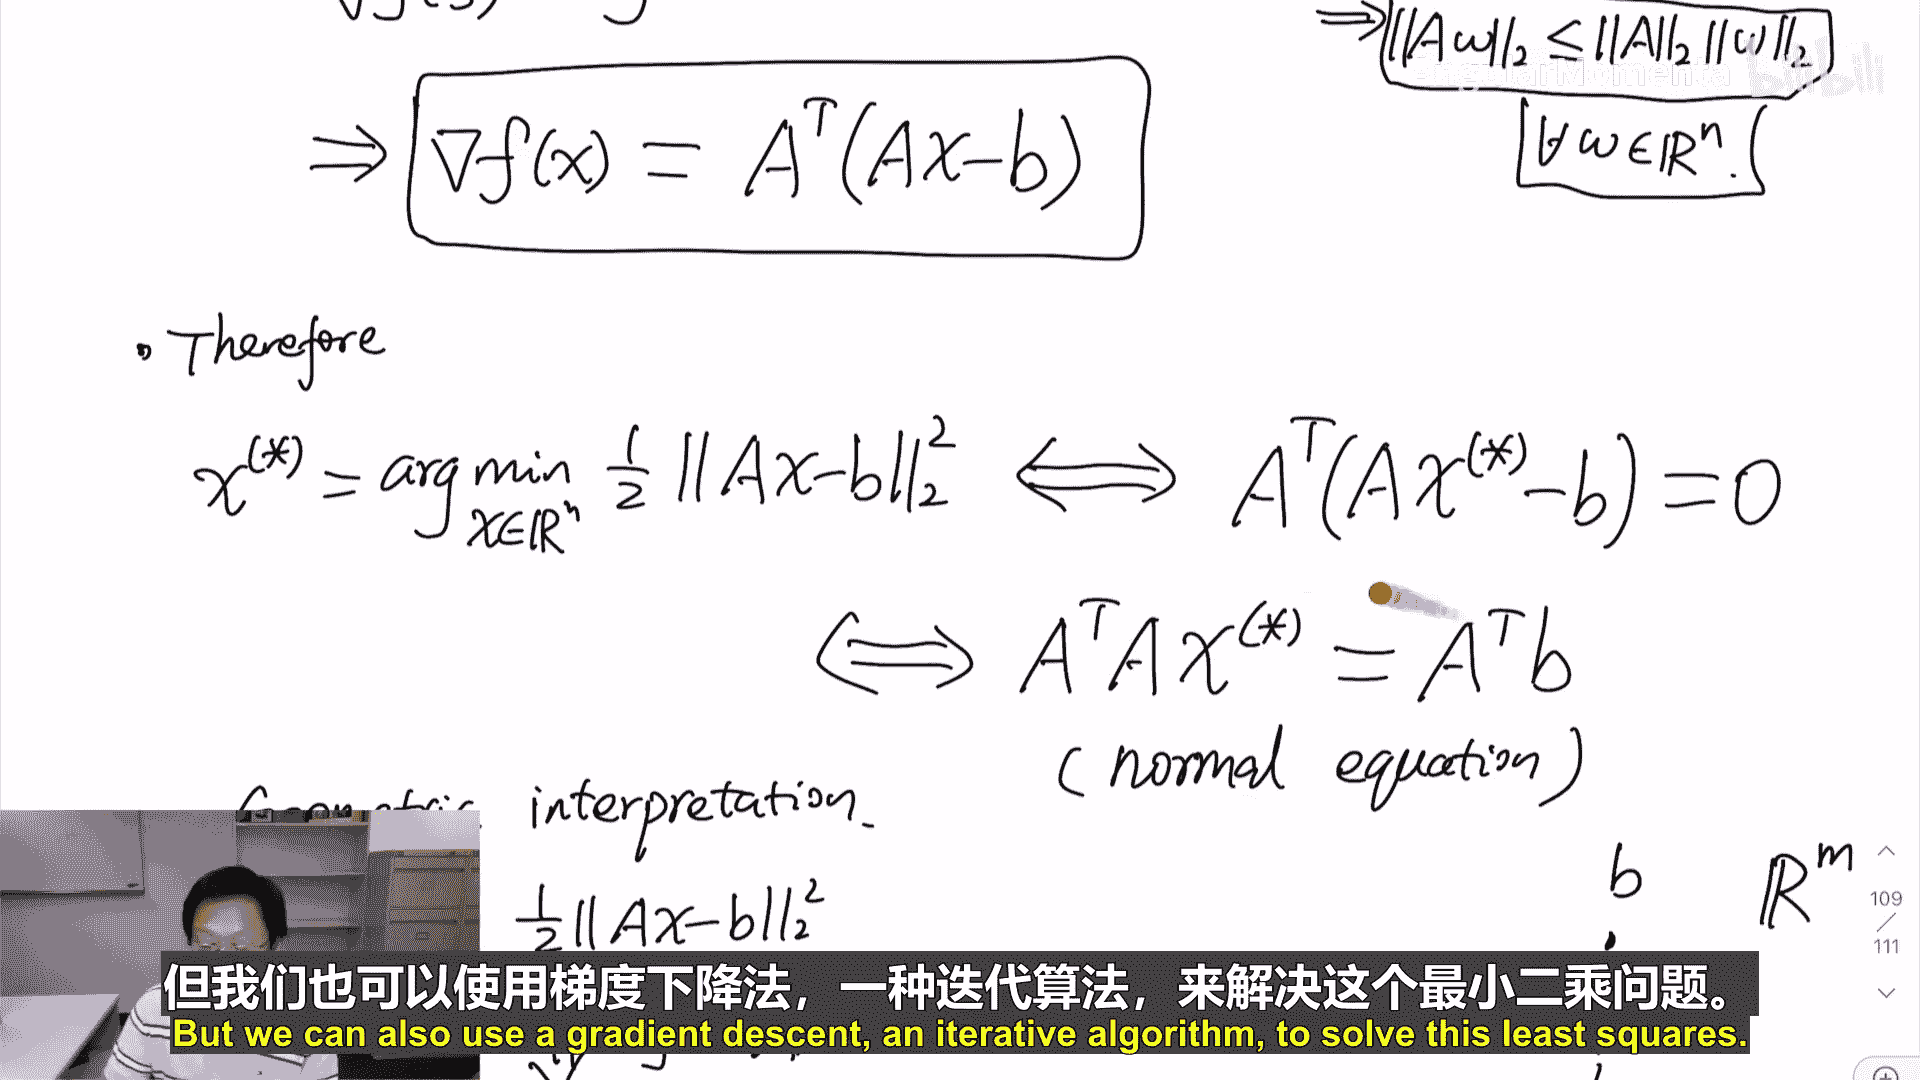 ⇒ ||Aw||₂ ≤ ||A||₂ ||w||₂
AngularMomenta bilibili
∀ w ∈ ℝⁿ.
⇒ ∇f(x) = Aᵀ(Ax−b)
• Therefore
x^(*) = arg min_{x∈ℝⁿ} ½ ||Ax−b||₂² ⟺ Aᵀ(Ax^(*)−b) = 0
⟺ AᵀAx^(*) = Aᵀb
(normal equation)
Geometric interpretation
½||Ax−b||₂²
b ℝᵐ
109
/
111
但我们也可以使用梯度下降法，一种迭代算法，来解决这个最小二乘问题。
But we can also use a gradient descent, an iterative algorithm, to solve this least squares.